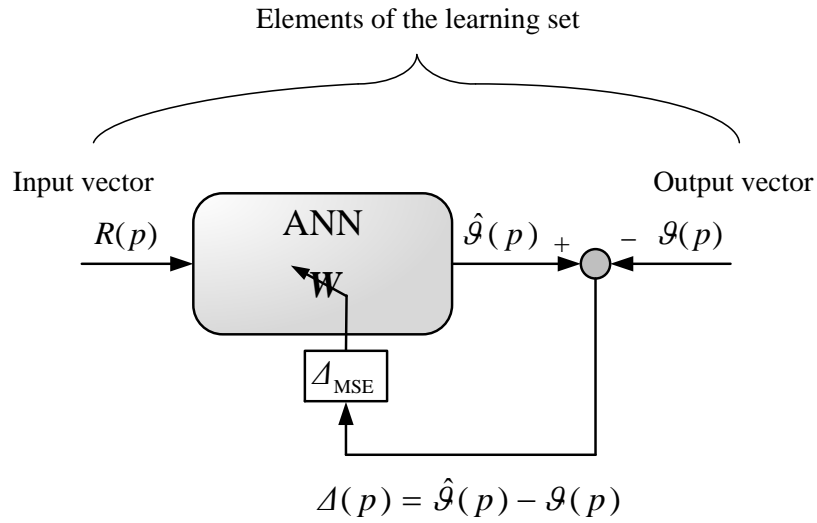 Elements of the learning set
Input vector
Output vector
R(p)
ANN
W
ϑ̂(p)
+
−
ϑ(p)
Δ_MSE
Δ(p) = ϑ̂(p) − ϑ(p)